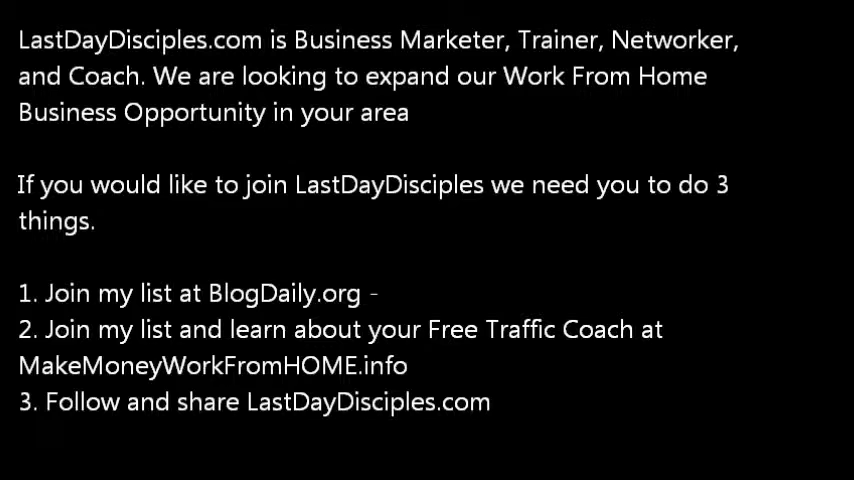 LastDayDisciples.com is Business Marketer, Trainer, Networker,
and Coach. We are looking to expand our Work From Home
Business Opportunity in your area
If you would like to join LastDayDisciples we need you to do 3
things.
1. Join my list at BlogDaily.org -
2. Join my list and learn about your Free Traffic Coach at
MakeMoneyWorkFromHOME.info
3. Follow and share LastDayDisciples.com